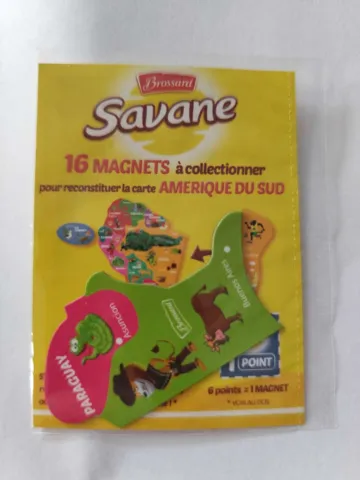 Brossard
Savane
16 MAGNETS à collectionner
pour reconstituer la carte AMERIQUE DU SUD
Buenos Aires
Asunción
Brossard
PARAGUAY
POINT
6 points = 1 MAGNET